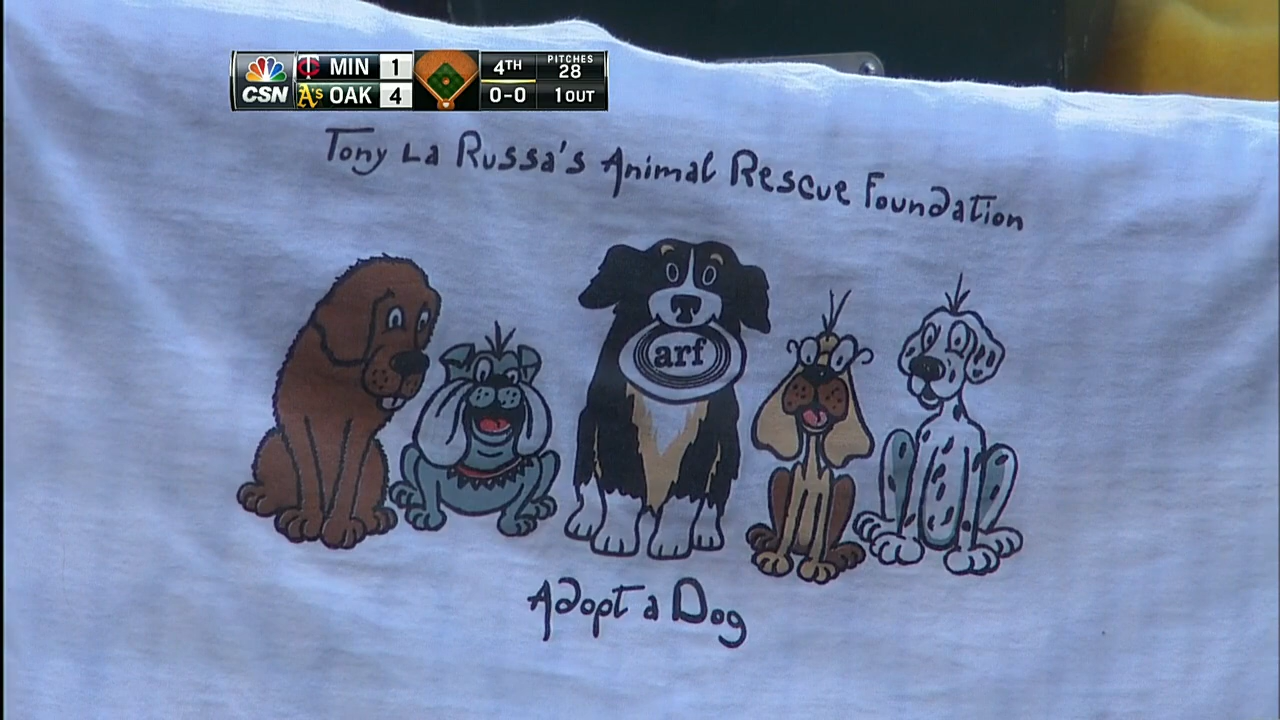 MIN 1
OAK 4
CSN
A's
4TH
0-0
PITCHES
28
1 OUT
Tony La Russa's Animal Rescue Foundation
arf
Adopt a Dog